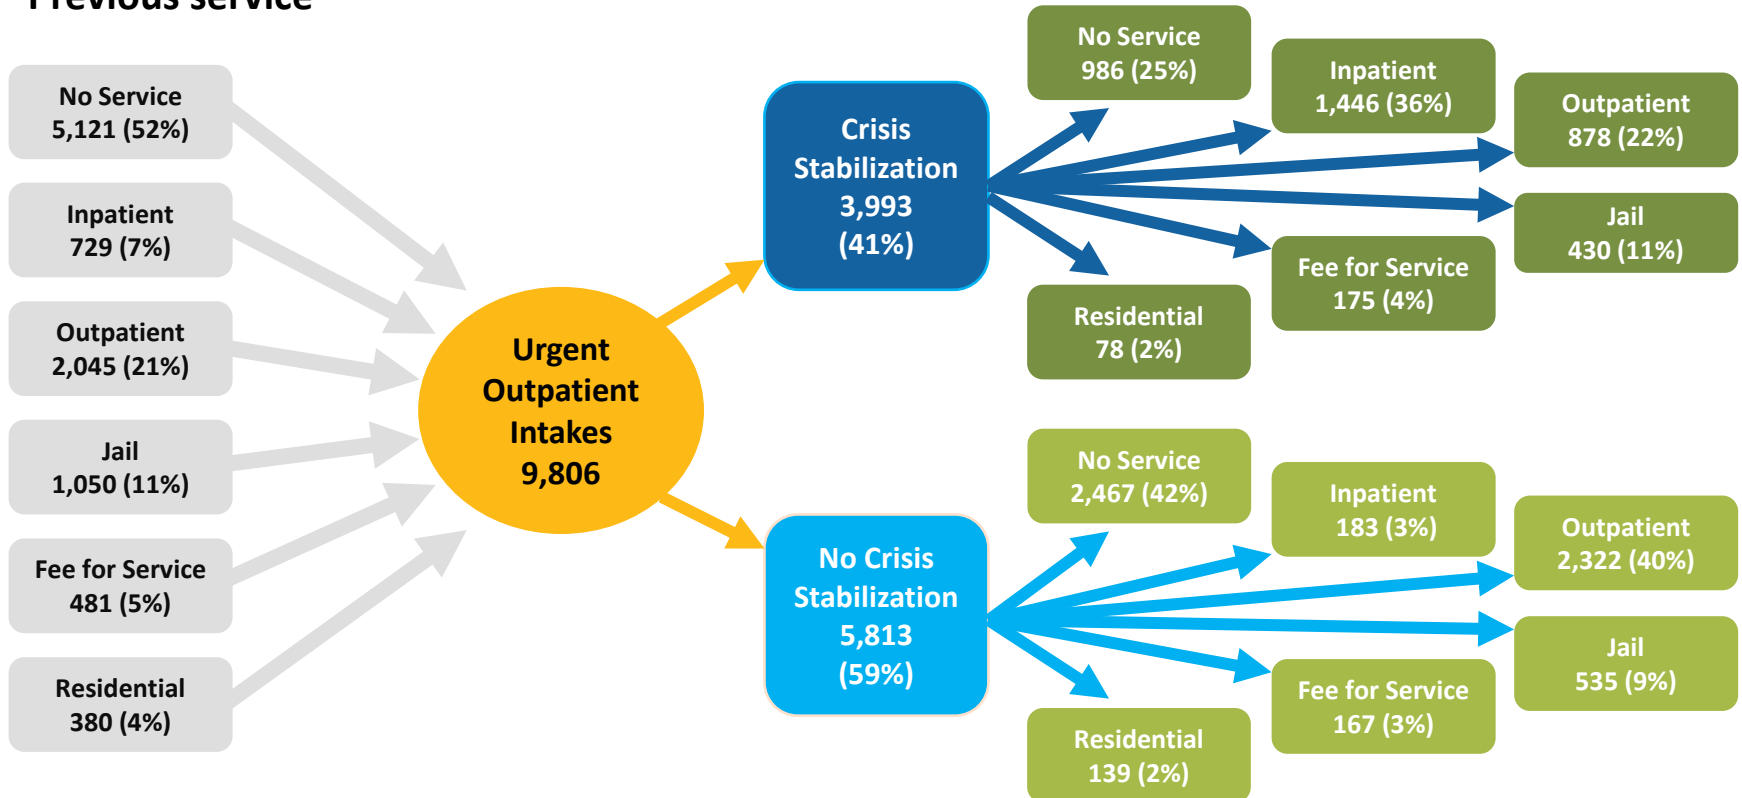 Previous service
No Service
5,121 (52%)
Inpatient
729 (7%)
Outpatient
2,045 (21%)
Jail
1,050 (11%)
Fee for Service
481 (5%)
Residential
380 (4%)
Urgent
Outpatient
Intakes
9,806
Crisis
Stabilization
3,993
(41%)
No Service
986 (25%)
Inpatient
1,446 (36%)
Outpatient
878 (22%)
Jail
430 (11%)
Fee for Service
175 (4%)
Residential
78 (2%)
No Crisis
Stabilization
5,813
(59%)
No Service
2,467 (42%)
Inpatient
183 (3%)
Outpatient
2,322 (40%)
Jail
535 (9%)
Fee for Service
167 (3%)
Residential
139 (2%)